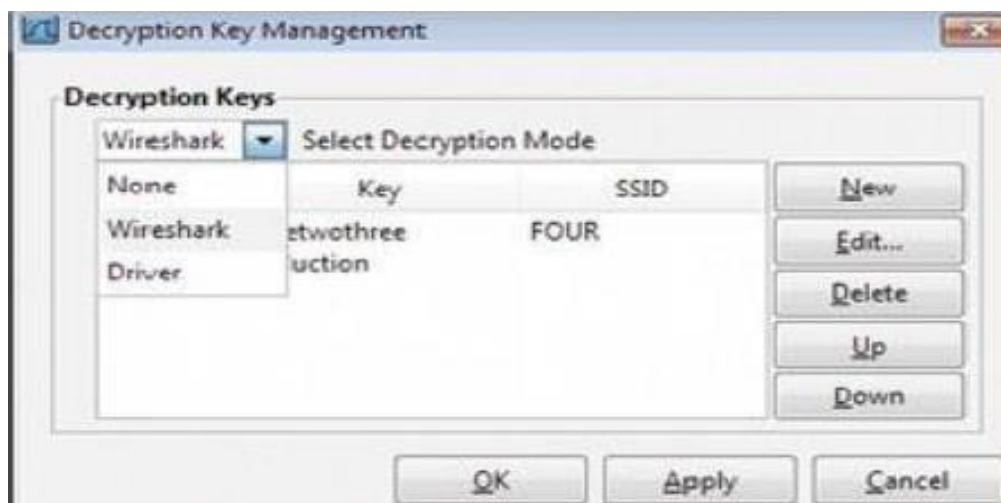 Decryption Key Management
Decryption Keys
Wireshark Select Decryption Mode
None Key SSID New
Wireshark etwothree FOUR Edit...
Driver uction Delete
Up
Down
OK Apply Cancel